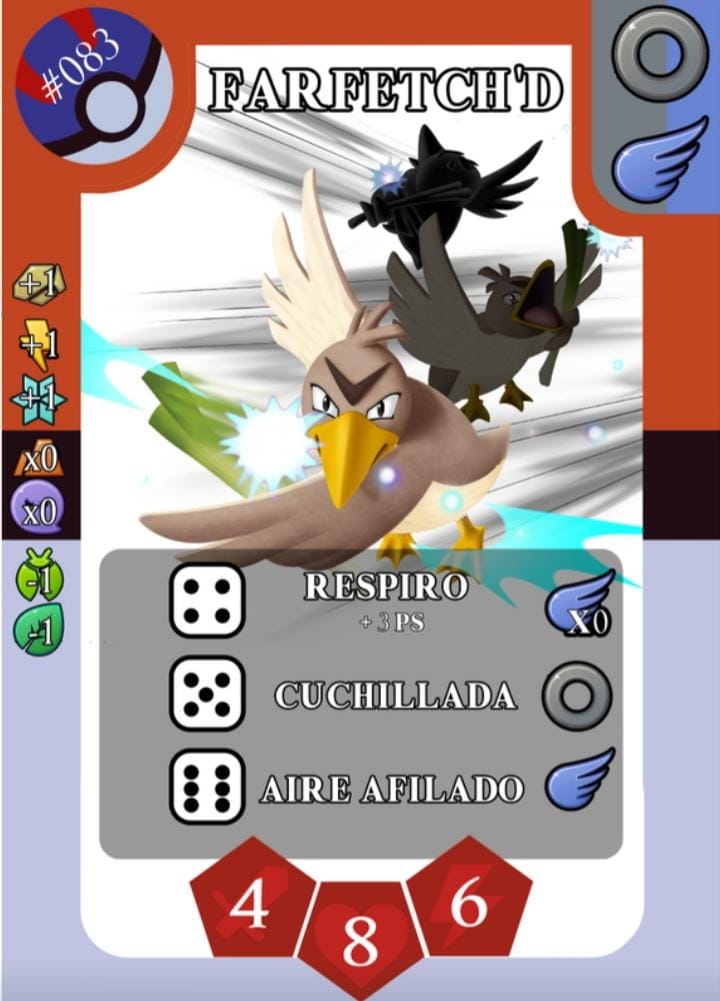 #083
FARFETCH'D
+1
+1
+1
x0
x0
-1
-1
RESPIRO
+ 3 PS
x0
CUCHILLADA
AIRE AFILADO
4
8
6